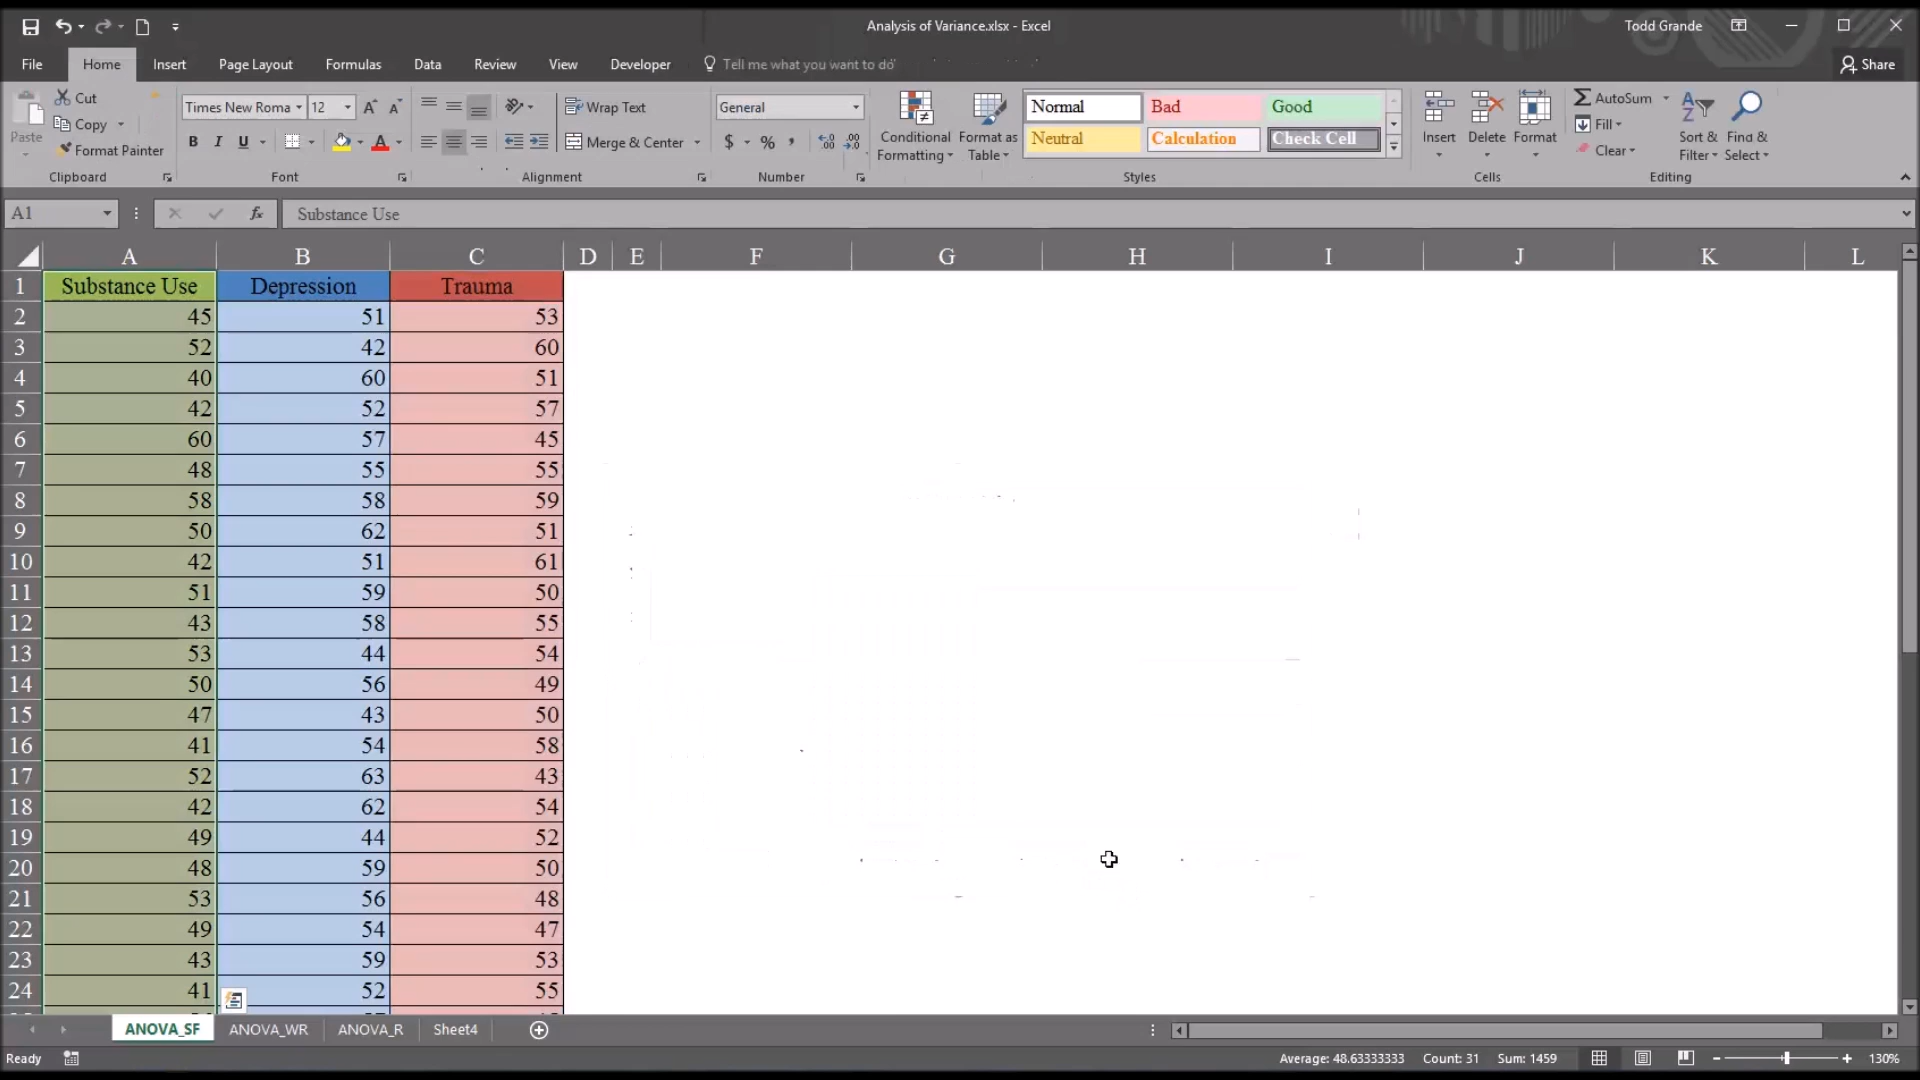 Analysis of Variance.xlsx - Excel
Todd Grande
File Home Insert Page Layout Formulas Data Review View Developer Tell me what you want to do
Share
Paste
Cut
Copy
Format Painter
Clipboard
Times New Roma 12
B I U
Font
Wrap Text
Merge & Center
Alignment
General
$ %
Number
Conditional Formatting
Format as Table
Normal Bad Good
Neutral Calculation Check Cell
Styles
Insert Delete Format
Cells
AutoSum
Fill
Clear
Sort & Filter
Find & Select
Editing
A1 fx Substance Use
A B C D E F G H I J K L
1 Substance Use Depression Trauma
2 45 51 53
3 52 42 60
4 40 60 51
5 42 52 57
6 60 57 45
7 48 55 55
8 58 58 59
9 50 62 51
10 42 51 61
11 51 59 50
12 43 58 55
13 53 44 54
14 50 56 49
15 47 43 50
16 41 54 58
17 52 63 43
18 42 62 54
19 49 44 52
20 48 59 50
21 53 56 48
22 49 54 47
23 43 59 53
24 41 52 55
ANOVA_SF ANOVA_WR ANOVA_R Sheet4
Ready
Average: 48.63333333 Count: 31 Sum: 1459 130%